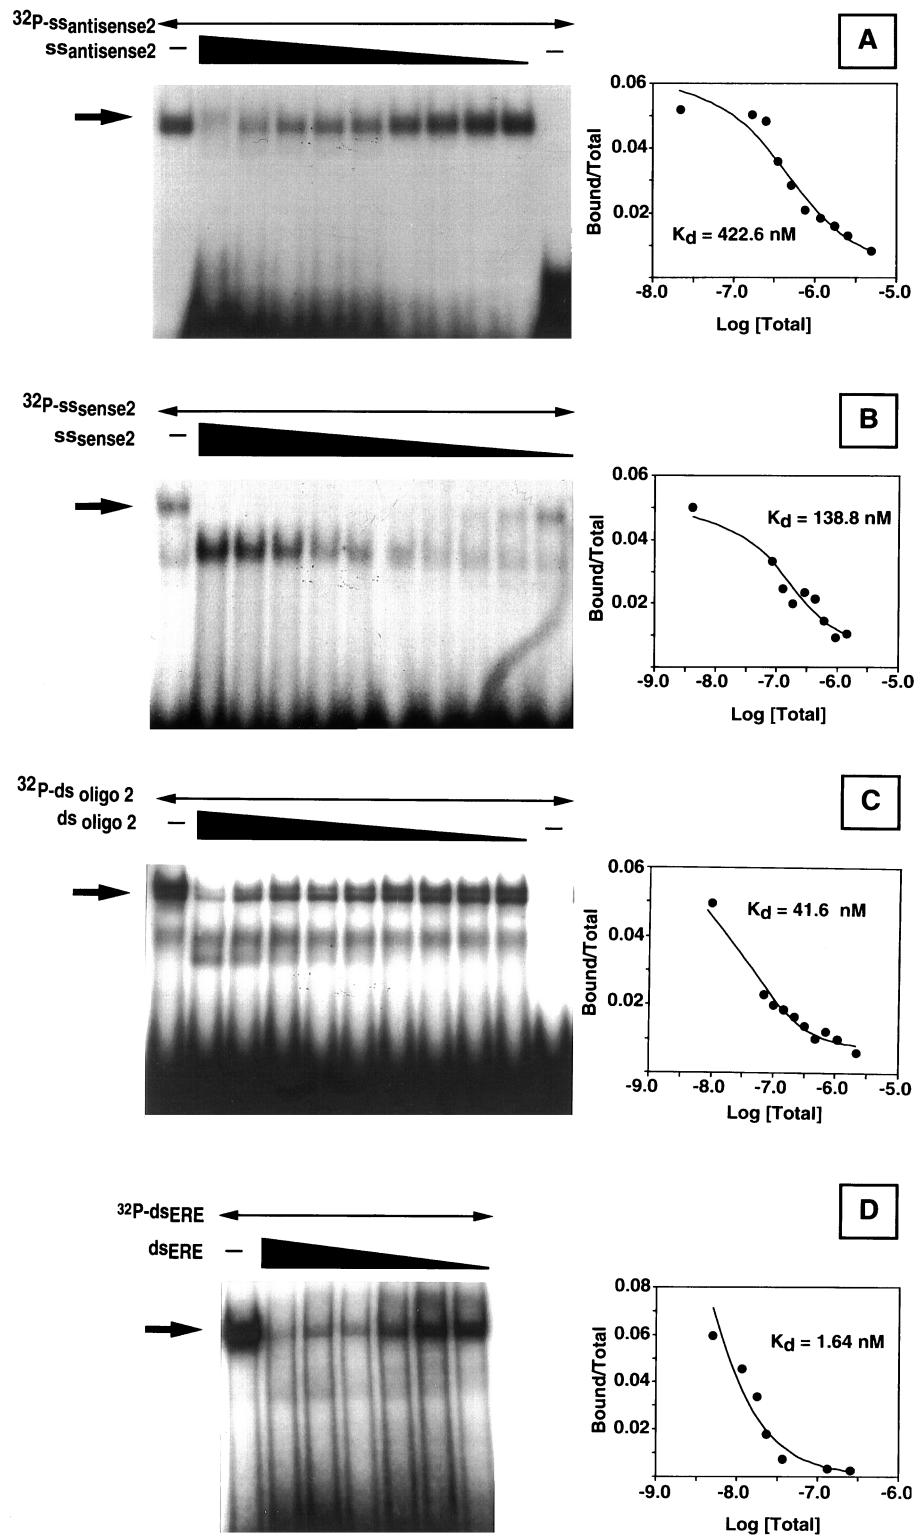 32P-ssantisense2
ssantisense2 – –
A
0.06
0.04
0.02
Bound/Total
Kd = 422.6 nM
-8.0 -7.0 -6.0 -5.0
Log [Total]
32P-sssense2
sssense2 –
B
0.06
0.04
0.02
Bound/Total
Kd = 138.8 nM
-9.0 -8.0 -7.0 -6.0 -5.0
Log [Total]
32P-ds oligo 2
ds oligo 2 – –
C
0.06
0.04
0.02
Bound/Total
Kd = 41.6 nM
-9.0 -8.0 -7.0 -6.0 -5.0
Log [Total]
32P-dsERE
dsERE –
D
0.08
0.06
0.04
0.02
Bound/Total
Kd = 1.64 nM
-9.0 -8.0 -7.0 -6.0
Log [Total]